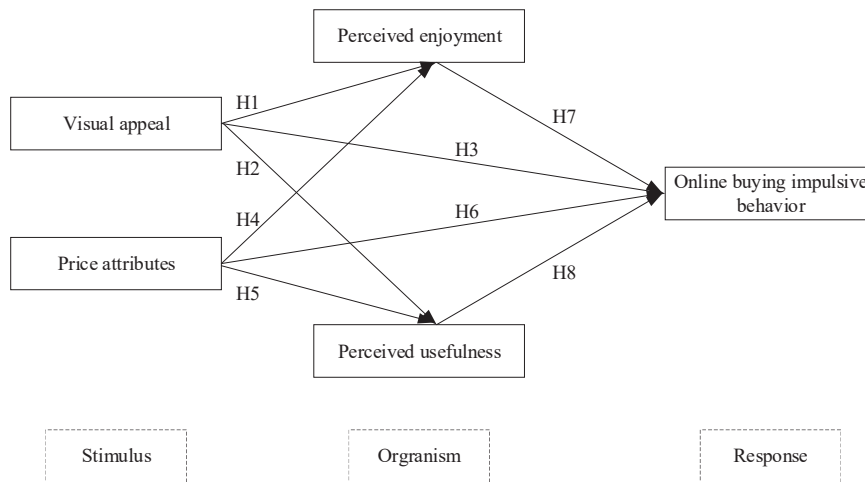 Perceived enjoyment
H1
H7
Visual appeal
H3
H2
Online buying impulsive
behavior
H4
H6
Price attributes
H5
H8
Perceived usefulness
Stimulus
Orgranism
Response